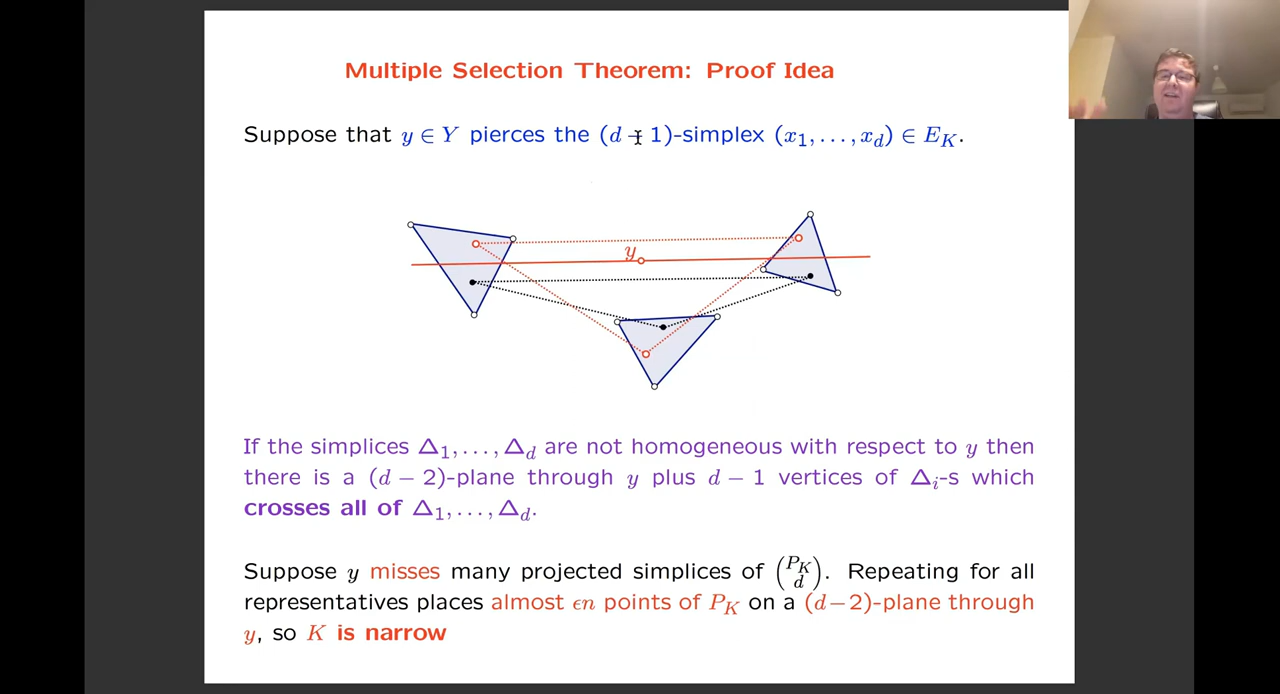 Multiple Selection Theorem: Proof Idea
Suppose that y ∈ Y pierces the (d − 1)-simplex (x₁, . . . , x_d) ∈ E_K.
y
If the simplices Δ₁, . . . , Δ_d are not homogeneous with respect to y then
there is a (d − 2)-plane through y plus d − 1 vertices of Δ_i-s which
crosses all of Δ₁, . . . , Δ_d.
Suppose y misses many projected simplices of (P_K d). Repeating for all
representatives places almost ϵn points of P_K on a (d−2)-plane through
y, so K is narrow